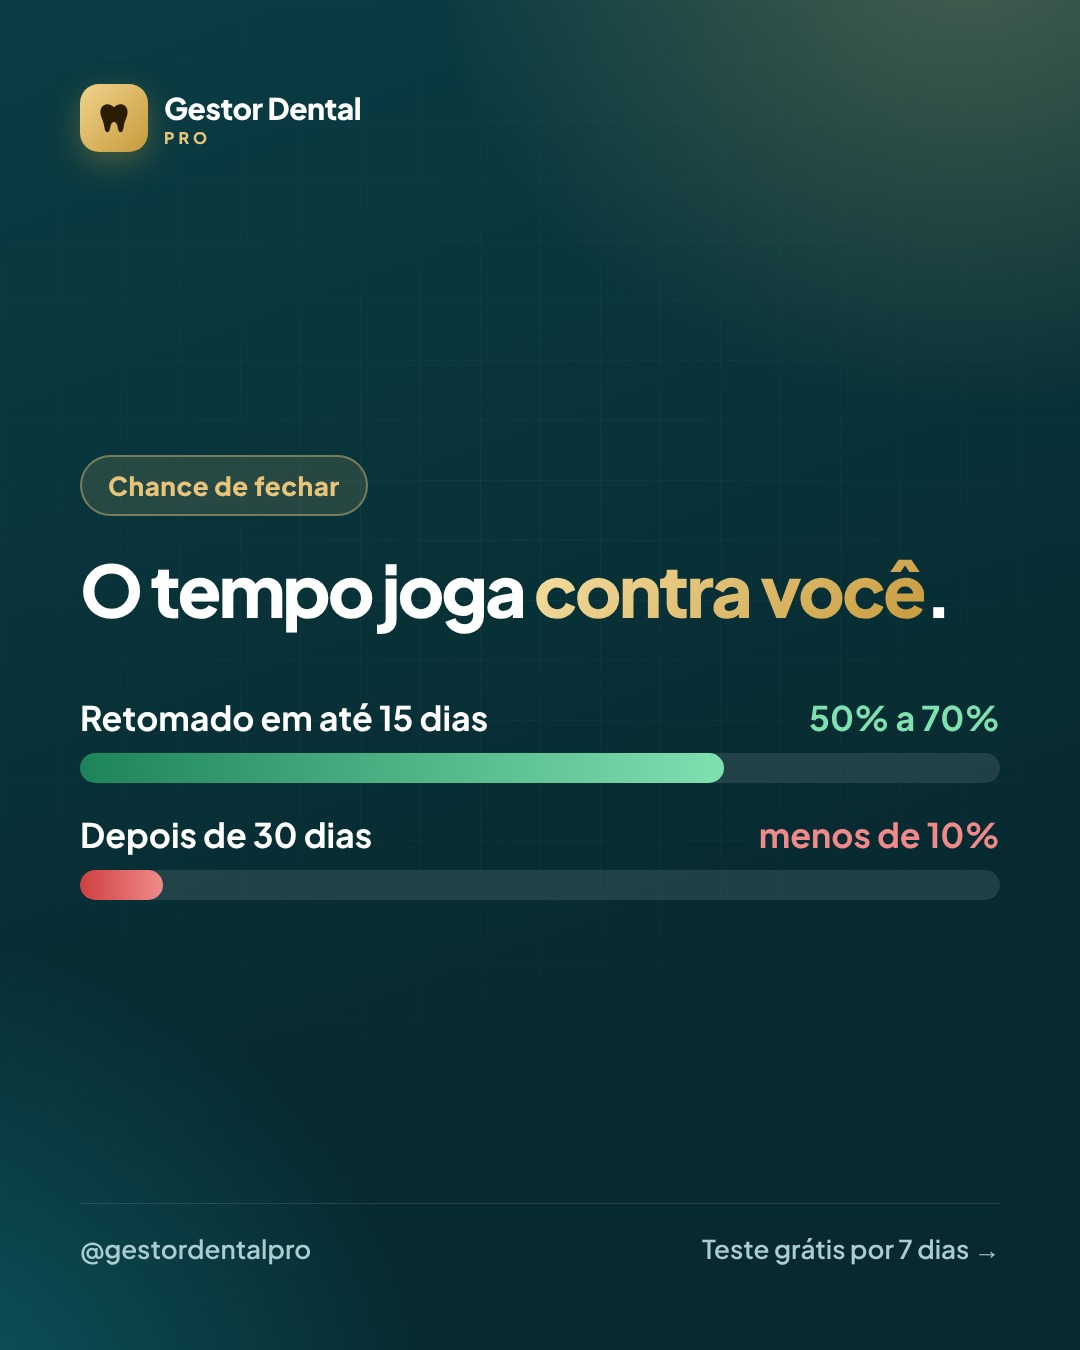 Gestor Dental
PRO
Chance de fechar
O tempo joga contra você.
Retomado em até 15 dias 50% a 70%
Depois de 30 dias menos de 10%
@gestordentalpro Teste grátis por 7 dias →